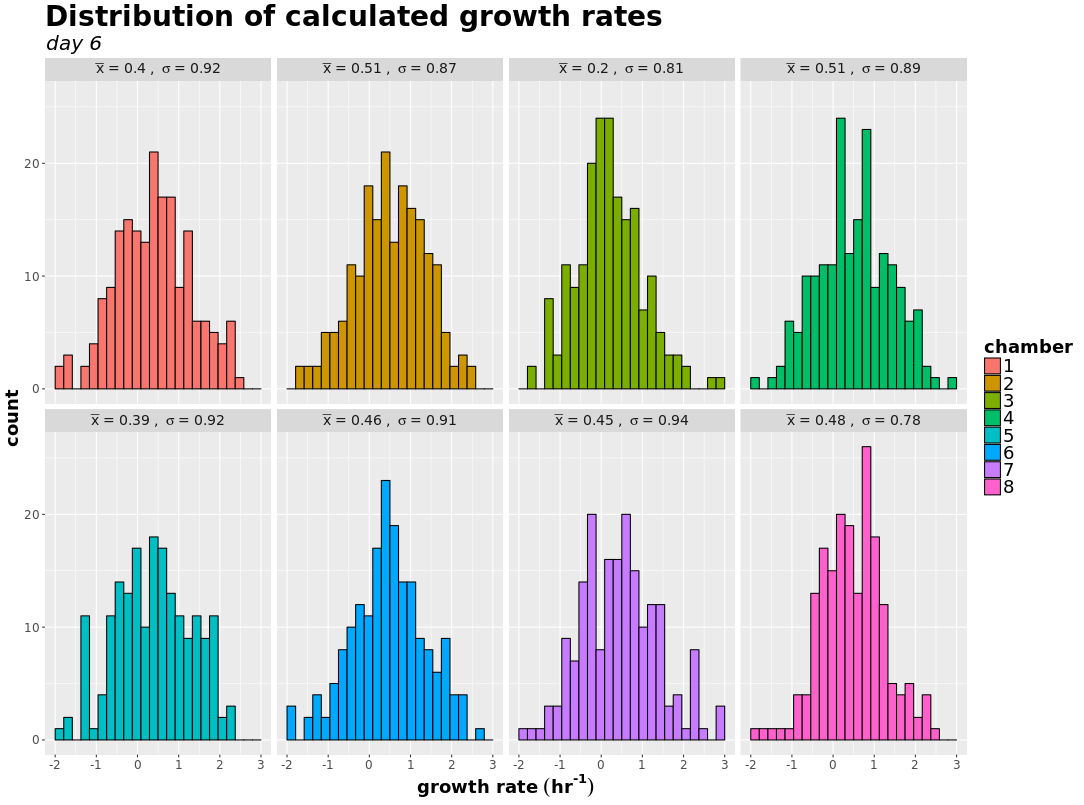 Distribution of calculated growth rates
day 6
x̅ = 0.4 , σ = 0.92
x̅ = 0.51 , σ = 0.87
x̅ = 0.2 , σ = 0.81
x̅ = 0.51 , σ = 0.89
20
10
0
x̅ = 0.39 , σ = 0.92
x̅ = 0.46 , σ = 0.91
x̅ = 0.45 , σ = 0.94
x̅ = 0.48 , σ = 0.78
20
10
0
-2 -1 0 1 2 3
-2 -1 0 1 2 3
-2 -1 0 1 2 3
-2 -1 0 1 2 3
count
growth rate (hr⁻¹)
chamber
1
2
3
4
5
6
7
8